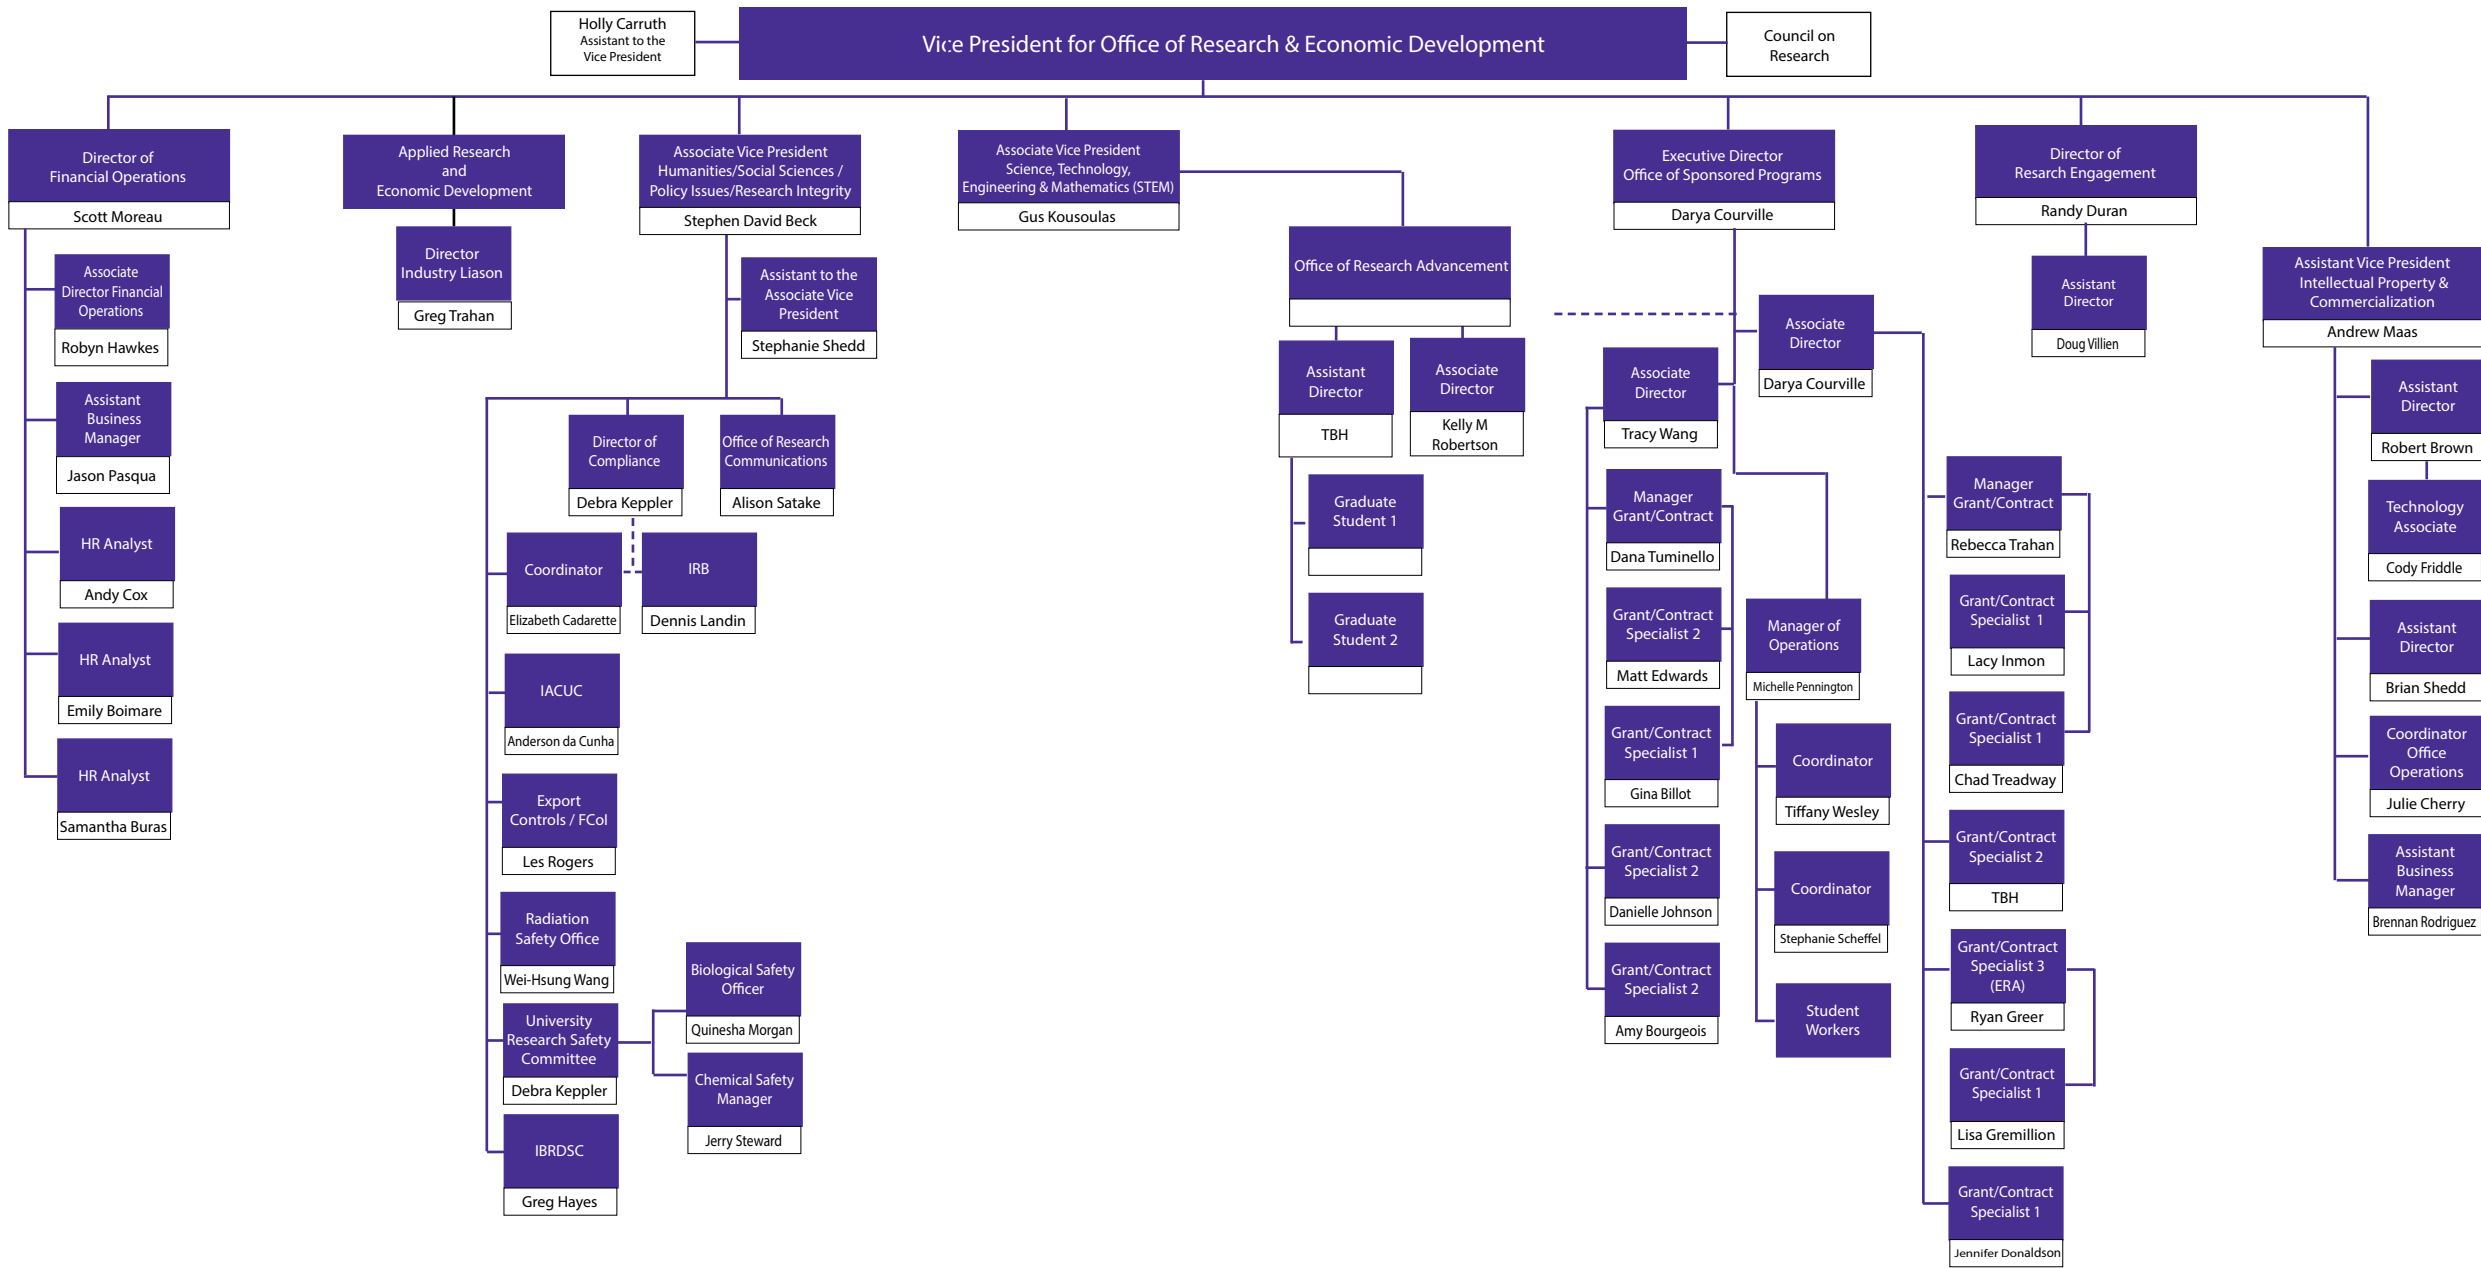 Holly Carruth
Assistant to the
Vice President
Vice President for Office of Research & Economic Development
Council on
Research
Director of
Financial Operations
Scott Moreau
Associate
Director Financial
Operations
Robyn Hawkes
Assistant
Business
Manager
Jason Pasqua
HR Analyst
Andy Cox
HR Analyst
Emily Boimare
HR Analyst
Samantha Buras
Applied Research
and
Economic Development
Director
Industry Liason
Greg Trahan
Associate Vice President
Humanities/Social Sciences /
Policy Issues/Research Integrity
Stephen David Beck
Assistant to the
Associate Vice
President
Stephanie Shedd
Director of
Compliance
Debra Keppler
Office of Research
Communications
Alison Satake
Coordinator
Elizabeth Cadarette
IRB
Dennis Landin
IACUC
Anderson da Cunha
Export
Controls / FCoI
Les Rogers
Radiation
Safety Office
Wei-Hsung Wang
University
Research Safety
Committee
Debra Keppler
Biological Safety
Officer
Quinesha Morgan
Chemical Safety
Manager
Jerry Steward
IBRDSC
Greg Hayes
Associate Vice President
Science, Technology,
Engineering & Mathematics (STEM)
Gus Kousoulas
Office of Research Advancement
Assistant
Director
TBH
Associate
Director
Kelly M
Robertson
Graduate
Student 1
Graduate
Student 2
Executive Director
Office of Sponsored Programs
Darya Courville
Associate
Director
Darya Courville
Associate
Director
Tracy Wang
Manager
Grant/Contract
Dana Tuminello
Grant/Contract
Specialist 2
Matt Edwards
Grant/Contract
Specialist 1
Gina Billot
Grant/Contract
Specialist 2
Danielle Johnson
Grant/Contract
Specialist 2
Amy Bourgeois
Manager of
Operations
Michelle Pennington
Coordinator
Tiffany Wesley
Coordinator
Stephanie Scheffel
Student
Workers
Manager
Grant/Contract
Rebecca Trahan
Grant/Contract
Specialist 1
Lacy Inmon
Grant/Contract
Specialist 1
Chad Treadway
Grant/Contract
Specialist 2
TBH
Grant/Contract
Specialist 3
(ERA)
Ryan Greer
Grant/Contract
Specialist 1
Lisa Gremillion
Grant/Contract
Specialist 1
Jennifer Donaldson
Director of
Resarch Engagement
Randy Duran
Assistant
Director
Doug Villien
Assistant Vice President
Intellectual Property &
Commercialization
Andrew Maas
Assistant
Director
Robert Brown
Technology
Associate
Cody Friddle
Assistant
Director
Brian Shedd
Coordinator
Office
Operations
Julie Cherry
Assistant
Business
Manager
Brennan Rodriguez